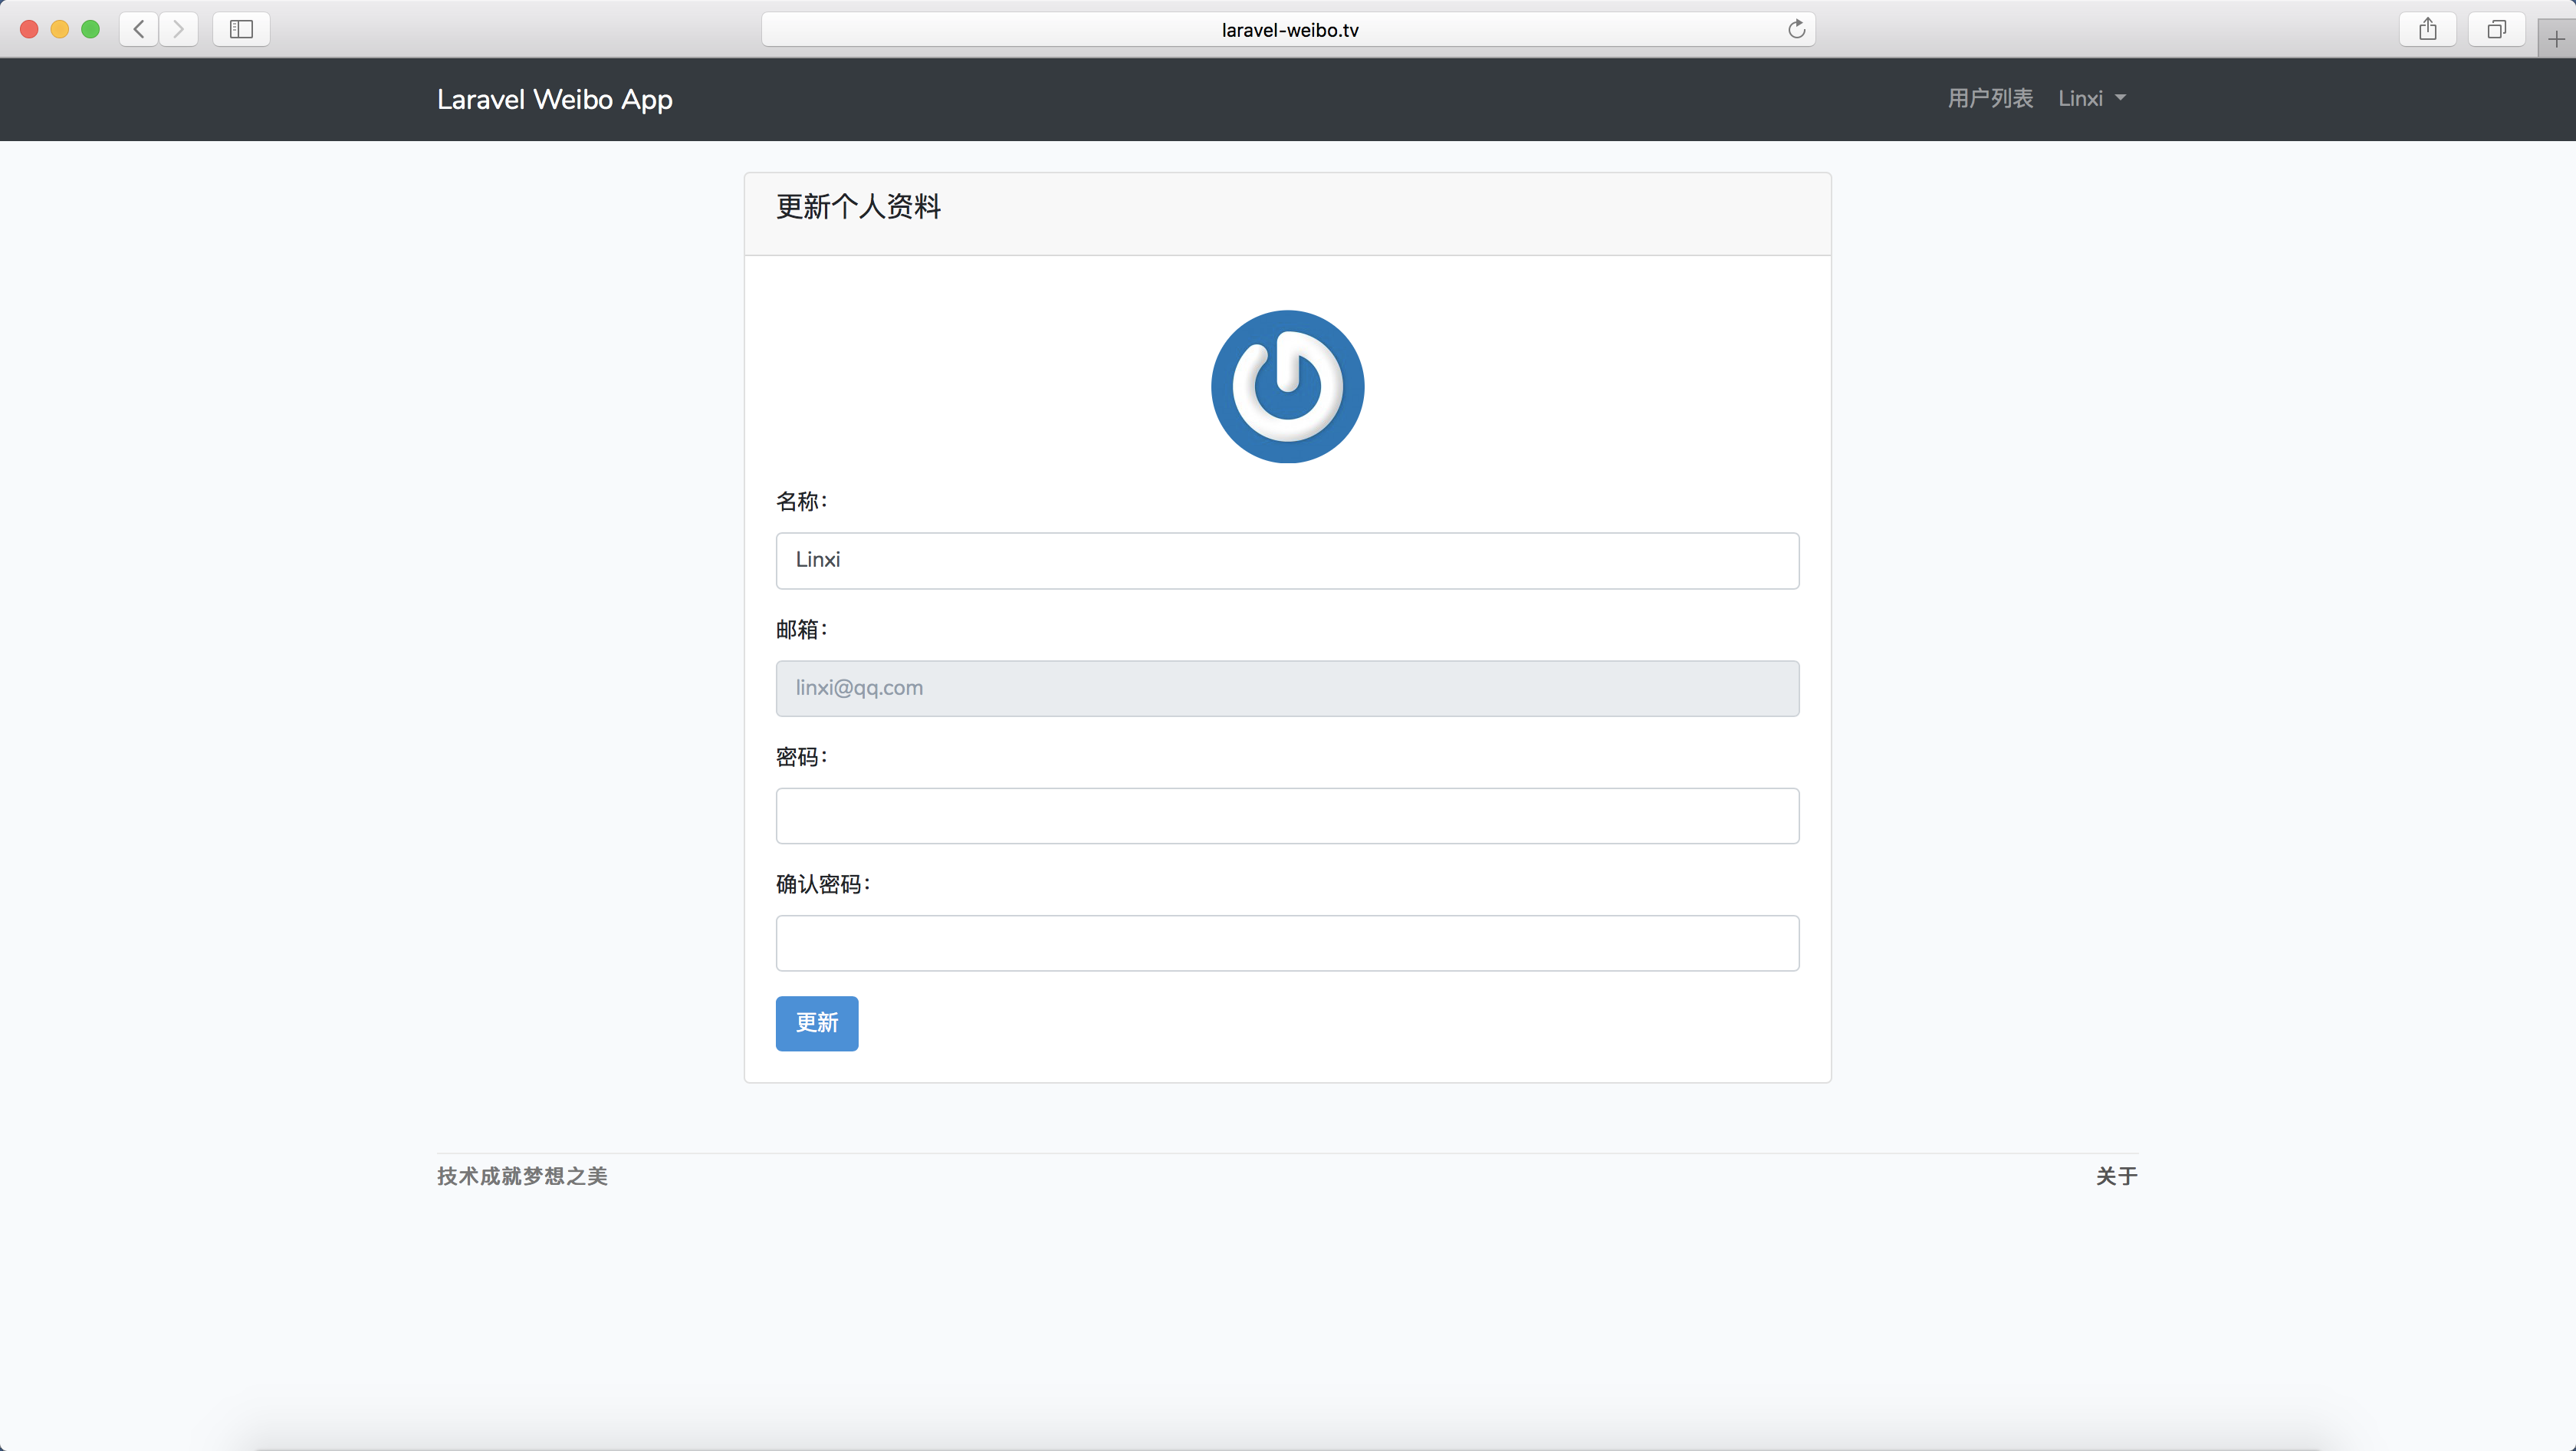 laravel-weibo.tv
Laravel Weibo App
用户列表 Linxi
更新个人资料
名称：
Linxi
邮箱：
linxi@qq.com
密码：
确认密码：
更新
技术成就梦想之美
关于